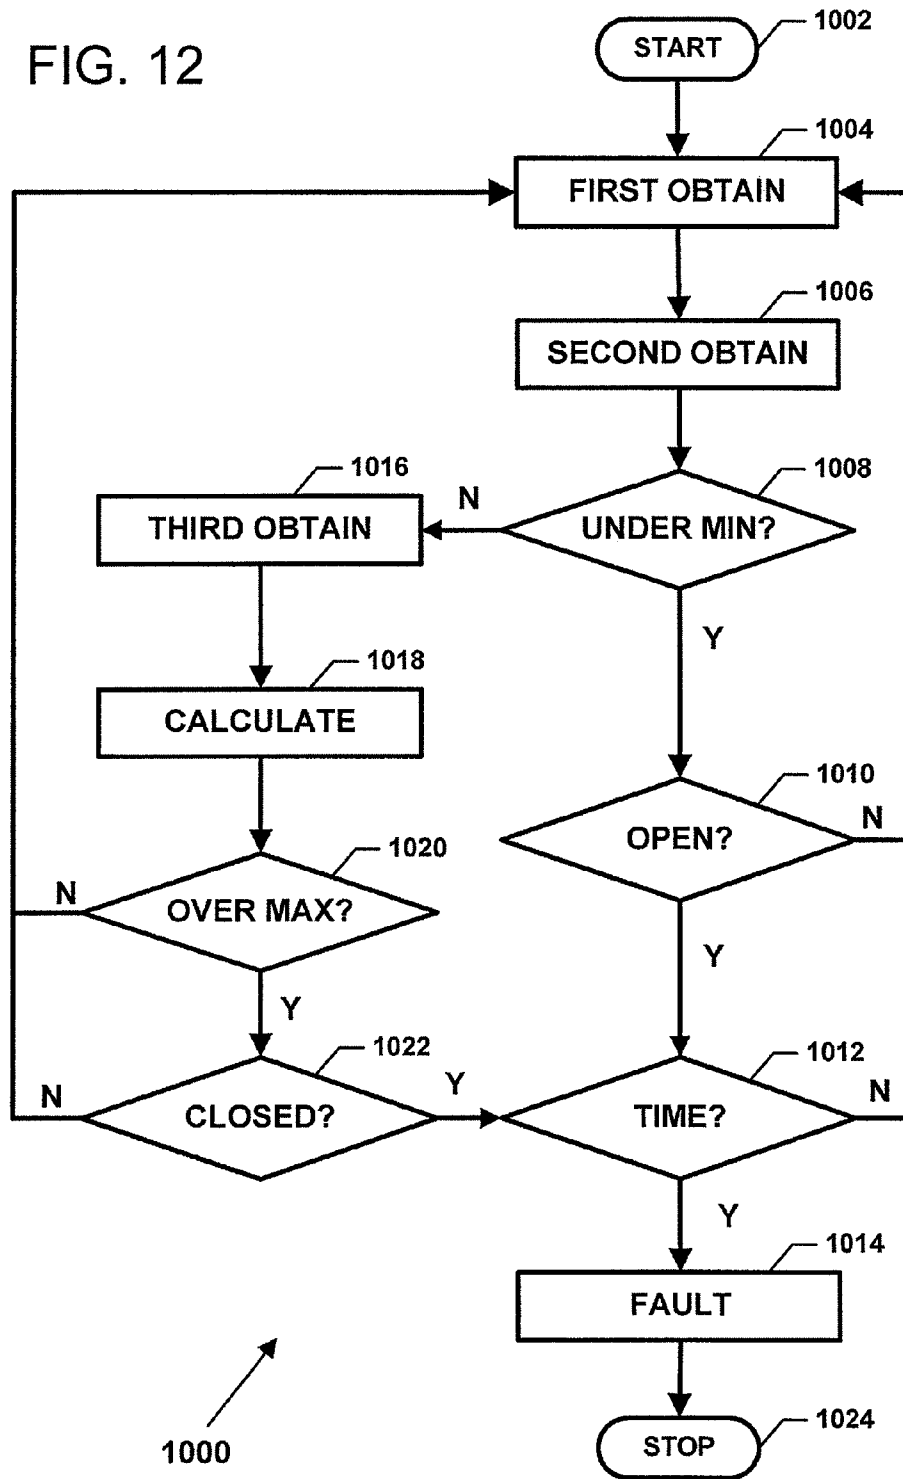 FIG. 12
START
1002
1004
FIRST OBTAIN
1006
SECOND OBTAIN
1016
N
1008
THIRD OBTAIN
UNDER MIN?
Y
1018
CALCULATE
1010
OPEN?
N
1020
N
OVER MAX?
Y
Y
1022
1012
N
CLOSED?
Y
TIME?
N
Y
1014
FAULT
1024
STOP
1000